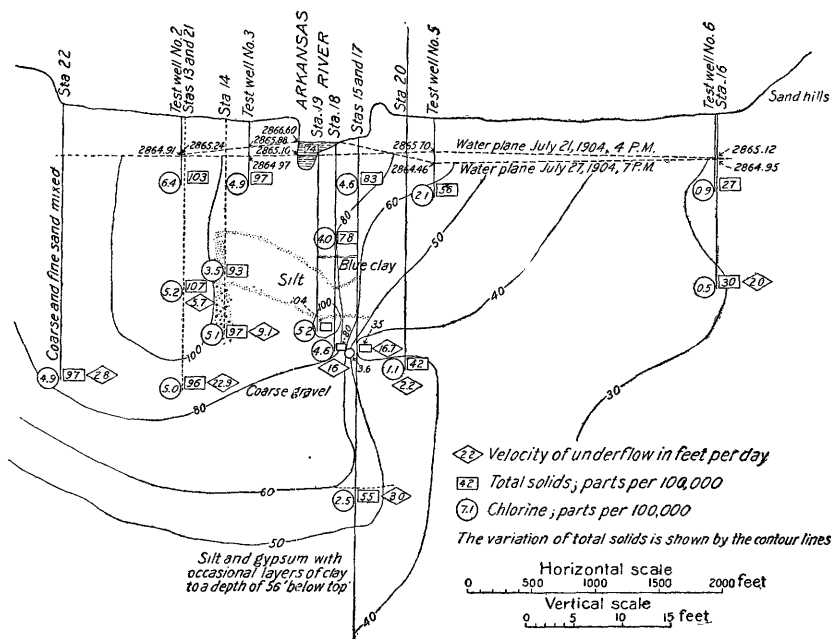 Sta 22
Test well No. 2
Stas 13 and 21
Sta 14
Test well No. 3
ARKANSAS
RIVER
Sta. 19
Sta. 18
Stas 15 and 17
Sta 20
Test well No. 5
Test well No. 6
Sta. 16
Sand hills
2866.60
2865.88
2865.10
2864.97
2864.91
2865.24
2865.70
2864.46
Water plane July 21, 1904, 4 P.M.
Water plane July 27, 1904, 7 P.M.
2865.12
2864.95
6.4 103
4.9 97
4.6 83
2.1 56
0.9 27
4.0 78
Blue clay
Silt
3.5 93
107
5.2
5.7
5.1 97 9.1
104
5.2
100
80
35
4.6
16
16.7
3.6
1.1 42
2.2
0.5 30 2.0
4.9 97 2.8
5.0 96 22.9
Coarse and fine sand mixed
Coarse gravel
100
80
60
50
80
60
50
40
30
40
2.5 55 8.0
Silt and gypsum with
occasional layers of clay
to a depth of 56' below top'
22 Velocity of underflow in feet per day
42 Total solids; parts per 100,000
7.1 Chlorine; parts per 100,000
The variation of total solids is shown by the contour lines
Horizontal scale
0 500 1000 1500 2000 feet
Vertical scale
0 5 10 15 feet